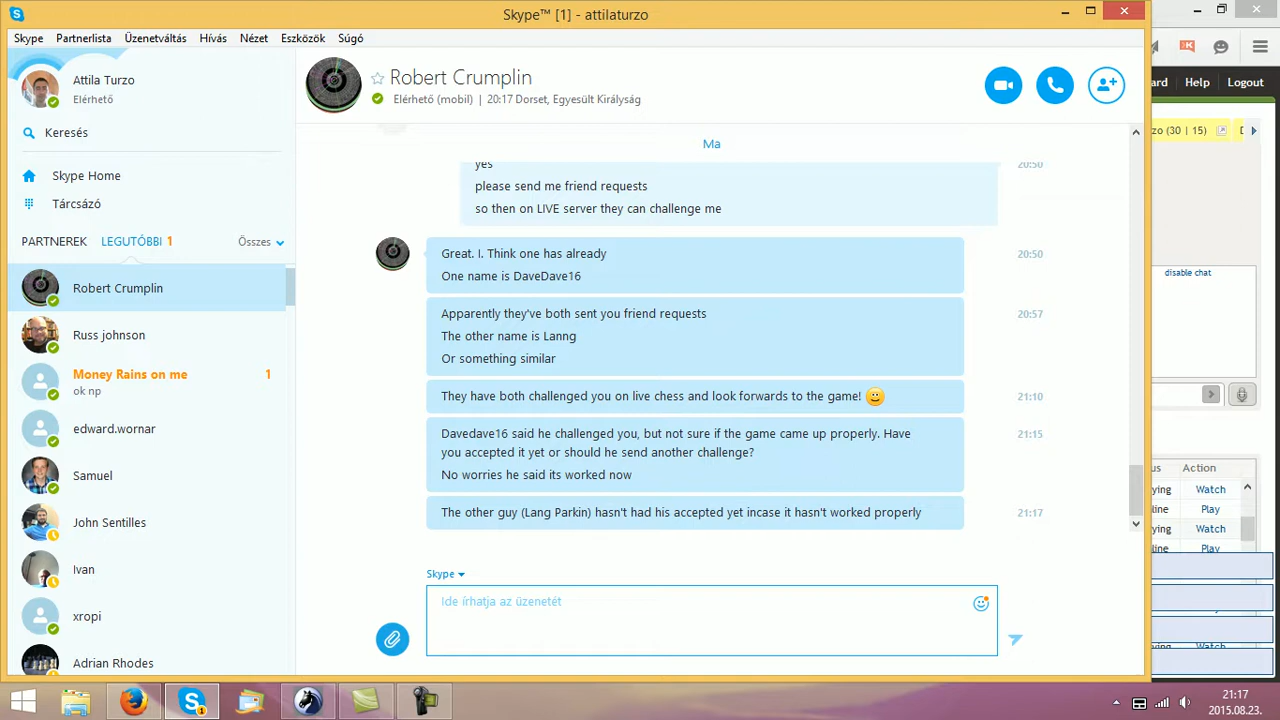 Skype™ [1] - attilaturzo
Skype Partnerlista Üzenetváltás Hívás Nézet Eszközök Súgó
Attila Turzo
Elérhető
Keresés
Skype Home
Tárcsázó
PARTNEREK LEGUTÓBBI 1 Összes
Robert Crumplin
Russ johnson
Money Rains on me 1
ok np
edward.wornar
Samuel
John Sentilles
Ivan
xropi
Adrian Rhodes
Robert Crumplin
Elérhető (mobil) | 20:17 Dorset, Egyesült Királyság
Ma
yes 20:50
please send me friend requests
so then on LIVE server they can challenge me
Great. I. Think one has already 20:50
One name is DaveDave16
Apparently they've both sent you friend requests 20:57
The other name is Lanng
Or something similar
They have both challenged you on live chess and look forwards to the game! 21:10
Davedave16 said he challenged you, but not sure if the game came up properly. Have 21:15
you accepted it yet or should he send another challenge?
No worries he said its worked now
The other guy (Lang Parkin) hasn't had his accepted yet incase it hasn't worked properly 21:17
Skype
Ide írhatja az üzenetét
ard Help Logout
zo (30 | 15)
disable chat
us Action
ying Watch
line Play
ying Watch
line Play
21:17
2015.08.23.